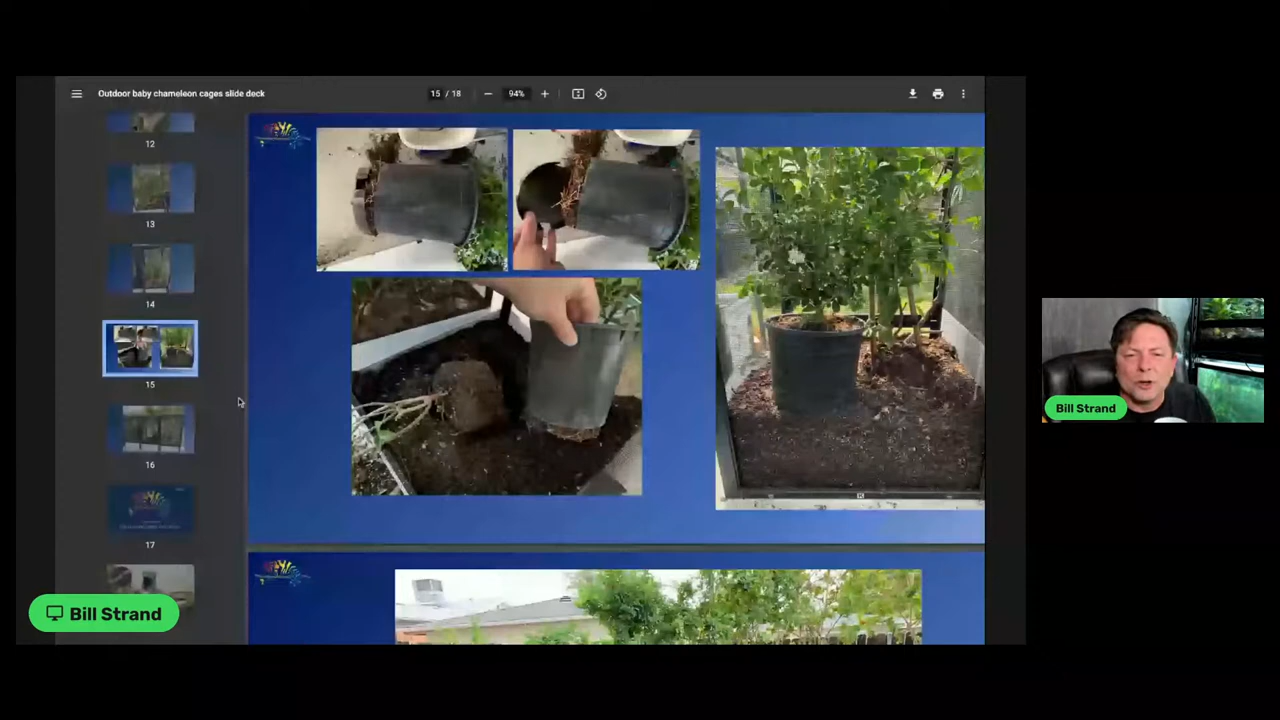 Outdoor baby chameleon cages slide deck
15 / 18
94%
12
13
14
15
16
17
Bill Strand
Bill Strand